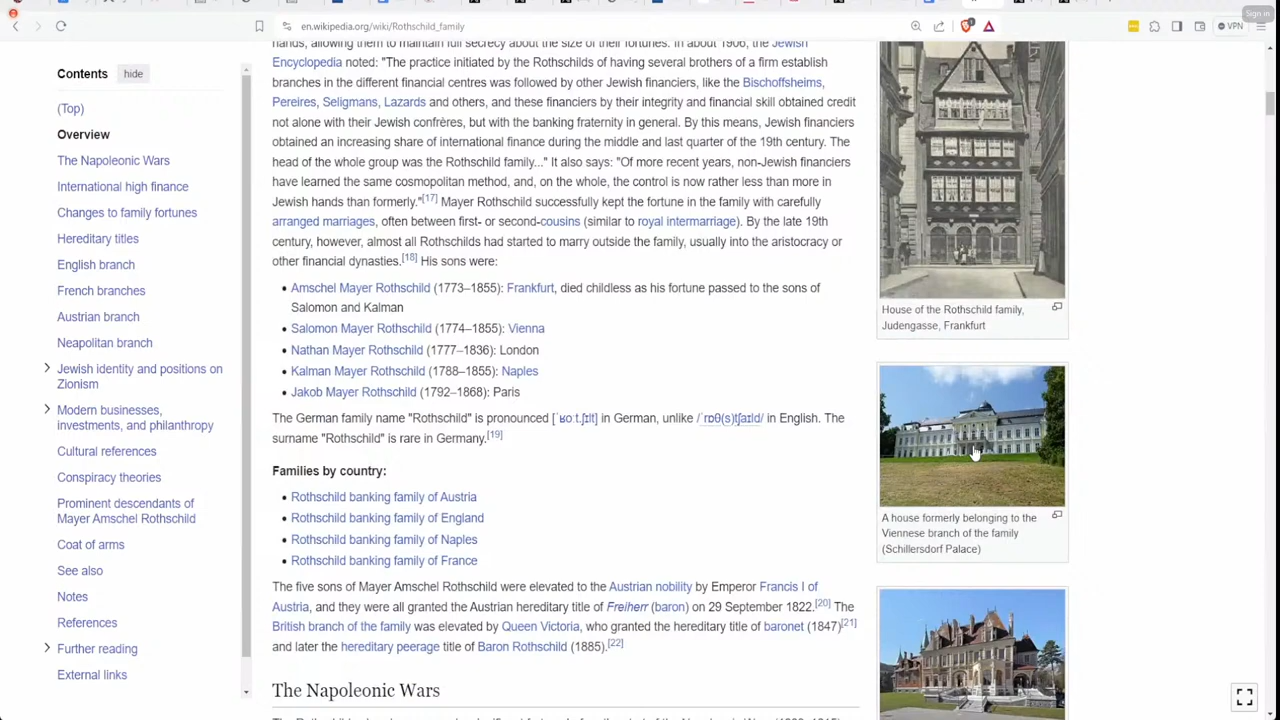 Sign in
en.wikipedia.org/wiki/Rothschild_family
VPN
Contents
hide
(Top)
Overview
The Napoleonic Wars
International high finance
Changes to family fortunes
Hereditary titles
English branch
French branches
Austrian branch
Neapolitan branch
Jewish identity and positions on
Zionism
Modern businesses,
investments, and philanthropy
Cultural references
Conspiracy theories
Prominent descendants of
Mayer Amschel Rothschild
Coat of arms
See also
Notes
References
Further reading
External links
hands, allowing them to maintain full secrecy about the size of their fortunes. In about 1906, the Jewish
Encyclopedia noted: "The practice initiated by the Rothschilds of having several brothers of a firm establish
branches in the different financial centres was followed by other Jewish financiers, like the Bischoffsheims,
Pereires, Seligmans, Lazards and others, and these financiers by their integrity and financial skill obtained credit
not alone with their Jewish confrères, but with the banking fraternity in general. By this means, Jewish financiers
obtained an increasing share of international finance during the middle and last quarter of the 19th century. The
head of the whole group was the Rothschild family..." It also says: "Of more recent years, non-Jewish financiers
have learned the same cosmopolitan method, and, on the whole, the control is now rather less than more in
Jewish hands than formerly."[17] Mayer Rothschild successfully kept the fortune in the family with carefully
arranged marriages, often between first- or second-cousins (similar to royal intermarriage). By the late 19th
century, however, almost all Rothschilds had started to marry outside the family, usually into the aristocracy or
other financial dynasties.[18] His sons were:
• Amschel Mayer Rothschild (1773–1855): Frankfurt, died childless as his fortune passed to the sons of
Salomon and Kalman
• Salomon Mayer Rothschild (1774–1855): Vienna
• Nathan Mayer Rothschild (1777–1836): London
• Kalman Mayer Rothschild (1788–1855): Naples
• Jakob Mayer Rothschild (1792–1868): Paris
The German family name "Rothschild" is pronounced [ˈʁoːt.ʃɪlt] in German, unlike /ˈrɒθ(s)tʃaɪld/ in English. The
surname "Rothschild" is rare in Germany.[19]
Families by country:
• Rothschild banking family of Austria
• Rothschild banking family of England
• Rothschild banking family of Naples
• Rothschild banking family of France
The five sons of Mayer Amschel Rothschild were elevated to the Austrian nobility by Emperor Francis I of
Austria, and they were all granted the Austrian hereditary title of Freiherr (baron) on 29 September 1822.[20] The
British branch of the family was elevated by Queen Victoria, who granted the hereditary title of baronet (1847)[21]
and later the hereditary peerage title of Baron Rothschild (1885).[22]
The Napoleonic Wars
House of the Rothschild family,
Judengasse, Frankfurt
A house formerly belonging to the
Viennese branch of the family
(Schillersdorf Palace)